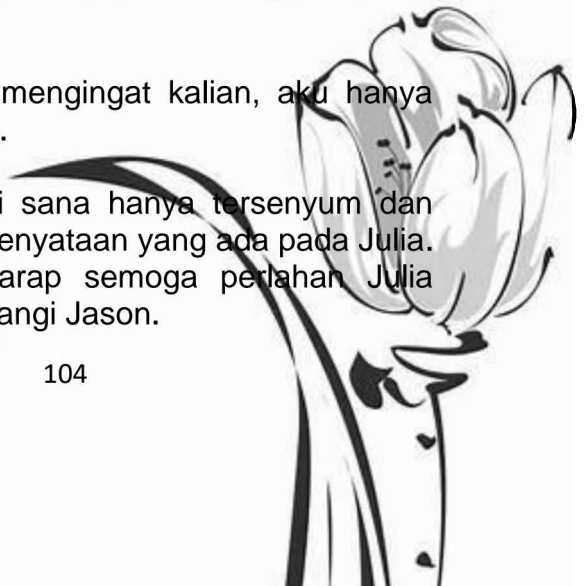 mengingat kalian, aku hanya
.
i sana hanya tersenyum dan
enyataan yang ada pada Julia.
arap semoga perlahan Julia
angi Jason.
104